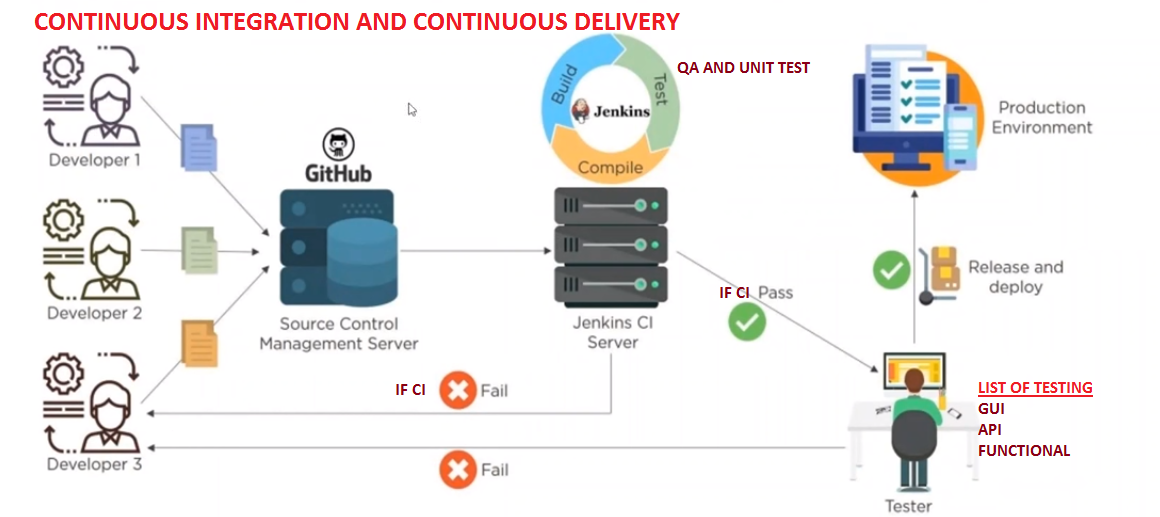 CONTINUOUS INTEGRATION AND CONTINUOUS DELIVERY
Developer 1
GitHub
Build
Test
Jenkins
Compile
QA AND UNIT TEST
Production
Environment
Developer 2
Source Control
Management Server
Jenkins CI
Server
IF CI Pass
Release and
deploy
IF CI Fail
Developer 3
Fail
LIST OF TESTING
GUI
API
FUNCTIONAL
Tester